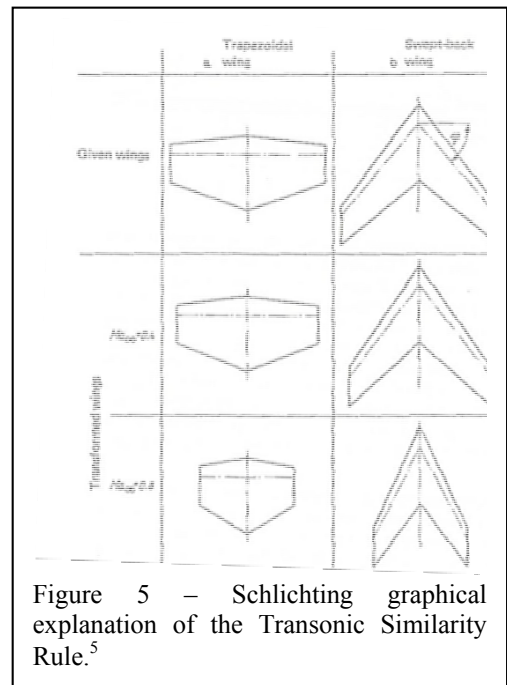 Trapezoidal Swept-back
a wing b wing
Given wings
Transformed wings
Figure 5 – Schlichting graphical
explanation of the Transonic Similarity
Rule.5